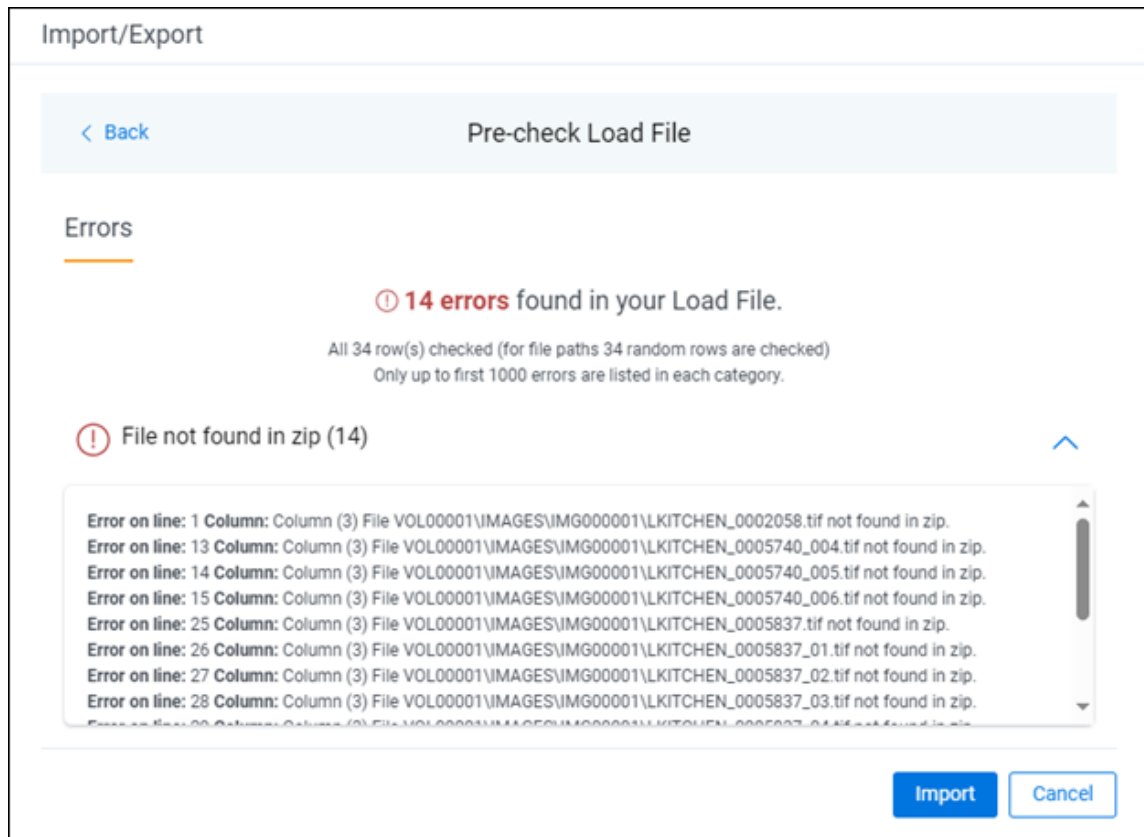 Import/Export
Back
Pre-check Load File
Errors
14 errors found in your Load File.
All 34 row(s) checked (for file paths 34 random rows are checked)
Only up to first 1000 errors are listed in each category.
File not found in zip (14)
Error on line: 1 Column: Column (3) File VOL00001\IMAGES\IMG000001\LKITCHEN_0002058.tif not found in zip.
Error on line: 13 Column: Column (3) File VOL00001\IMAGES\IMG000001\LKITCHEN_0005740_004.tif not found in zip.
Error on line: 14 Column: Column (3) File VOL00001\IMAGES\IMG000001\LKITCHEN_0005740_005.tif not found in zip.
Error on line: 15 Column: Column (3) File VOL00001\IMAGES\IMG000001\LKITCHEN_0005740_006.tif not found in zip.
Error on line: 25 Column: Column (3) File VOL00001\IMAGES\IMG000001\LKITCHEN_0005837.tif not found in zip.
Error on line: 26 Column: Column (3) File VOL00001\IMAGES\IMG000001\LKITCHEN_0005837_01.tif not found in zip.
Error on line: 27 Column: Column (3) File VOL00001\IMAGES\IMG000001\LKITCHEN_0005837_02.tif not found in zip.
Error on line: 28 Column: Column (3) File VOL00001\IMAGES\IMG000001\LKITCHEN_0005837_03.tif not found in zip.
Import
Cancel